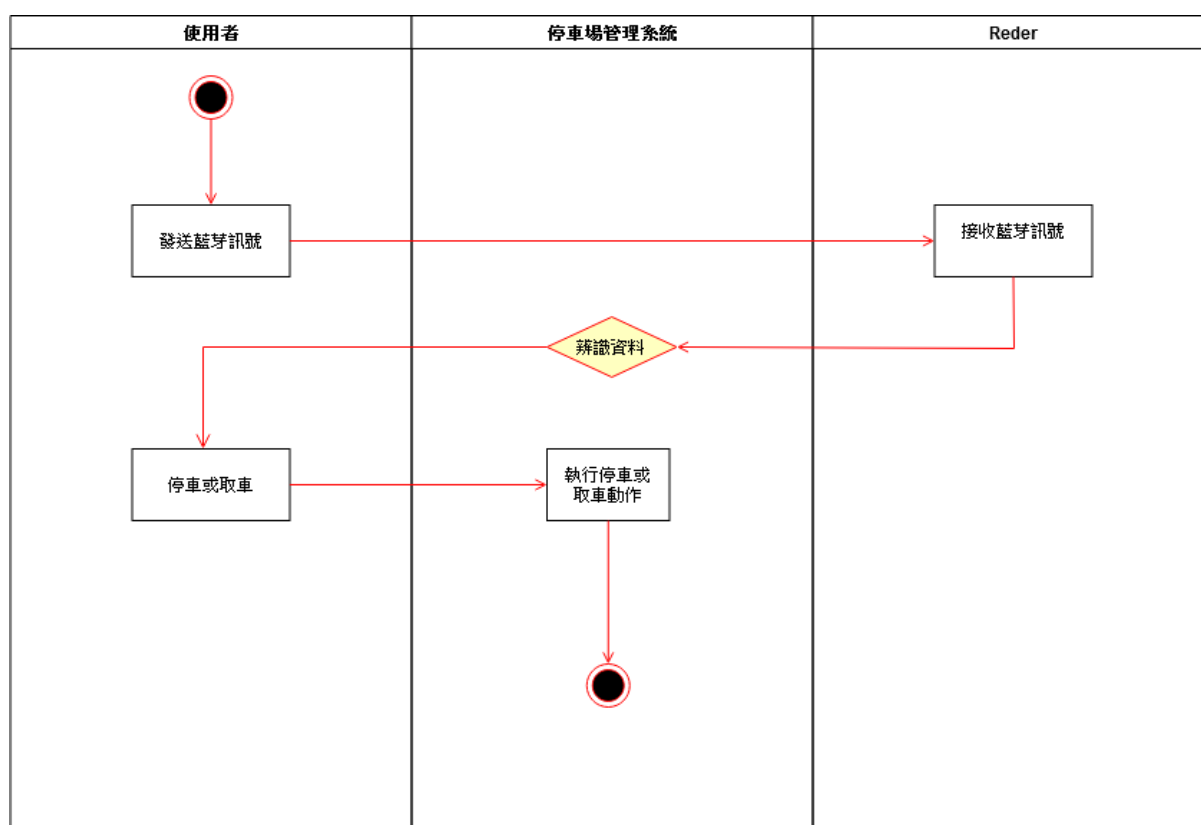 使用者
停車場管理系統
Reder
發送藍芽訊號
接收藍芽訊號
辨識資料
停車或取車
執行停車或
取車動作